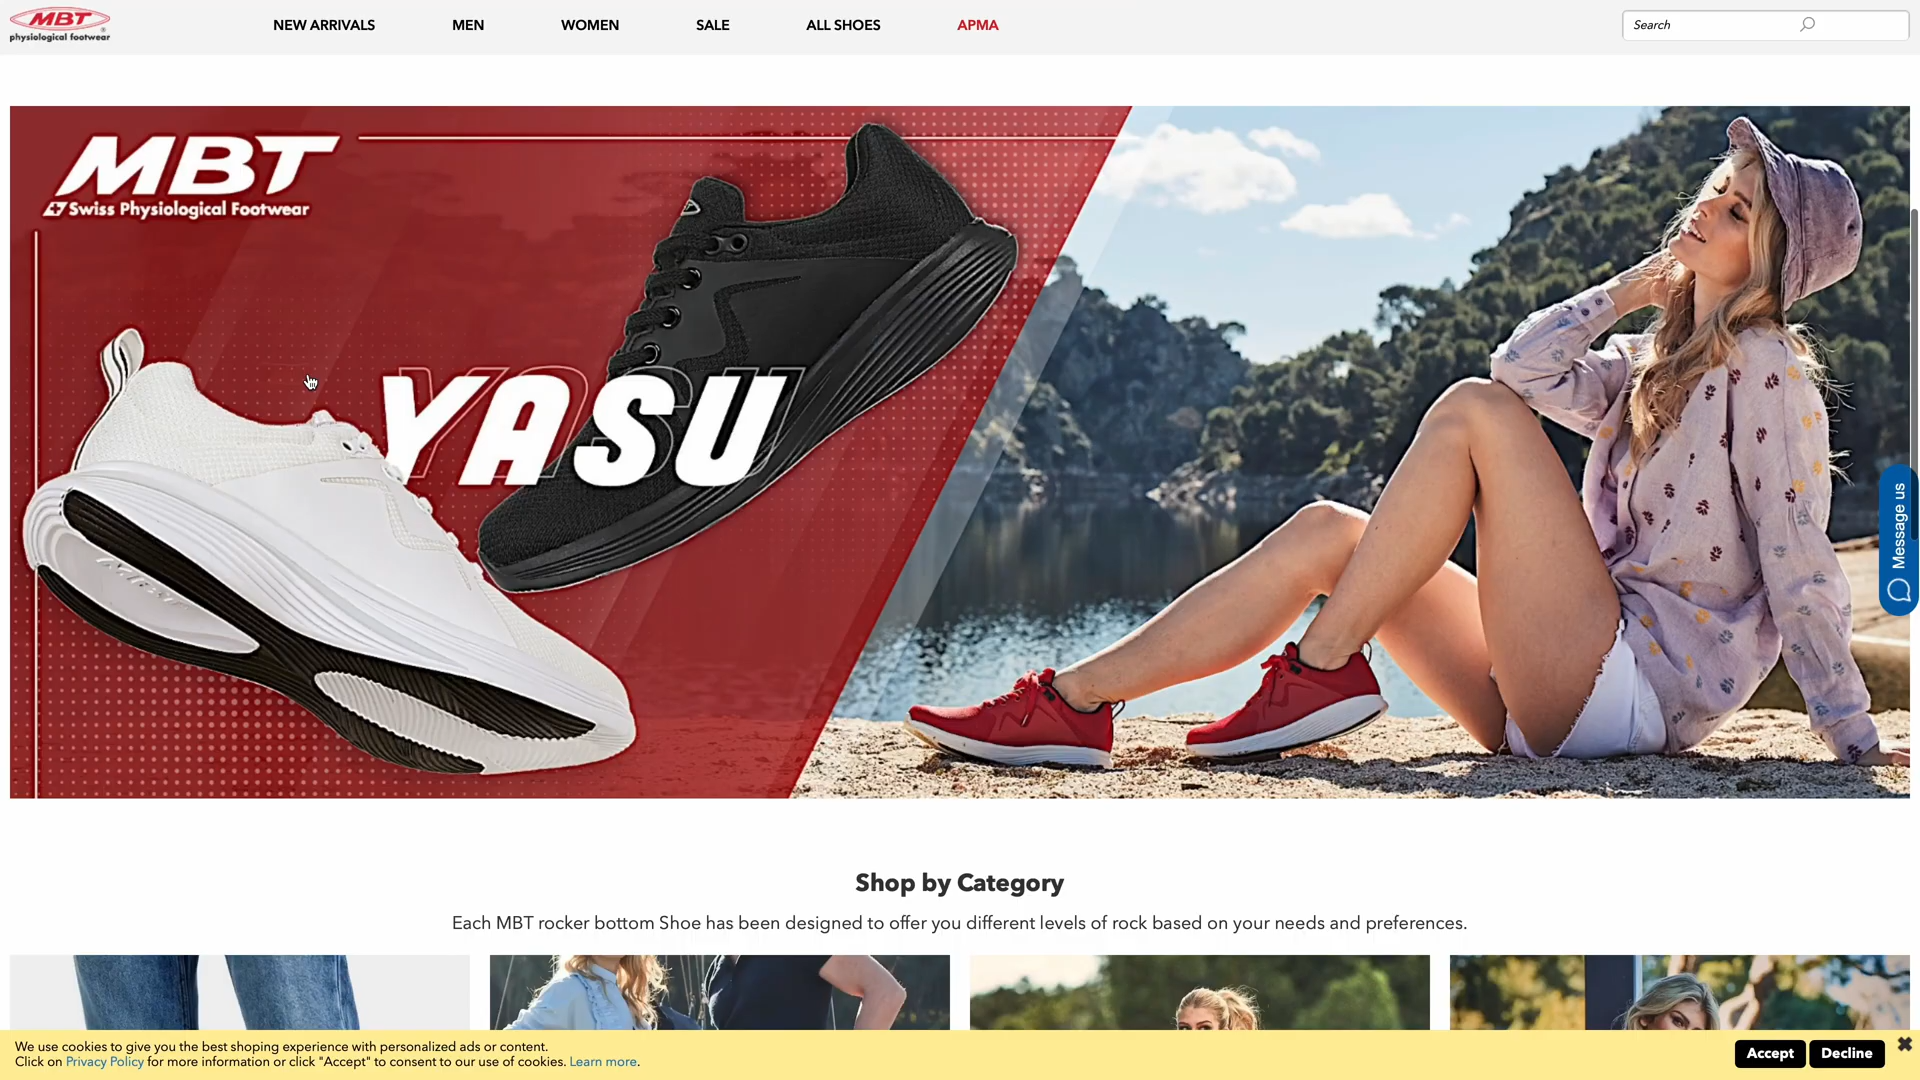 MBT
physiological footwear
NEW ARRIVALS
MEN
WOMEN
SALE
ALL SHOES
APMA
Search
MBT
Swiss Physiological Footwear
YASU
Message us
Shop by Category
Each MBT rocker bottom Shoe has been designed to offer you different levels of rock based on your needs and preferences.
We use cookies to give you the best shoping experience with personalized ads or content.
Click on Privacy Policy for more information or click "Accept" to consent to our use of cookies. Learn more.
Accept
Decline